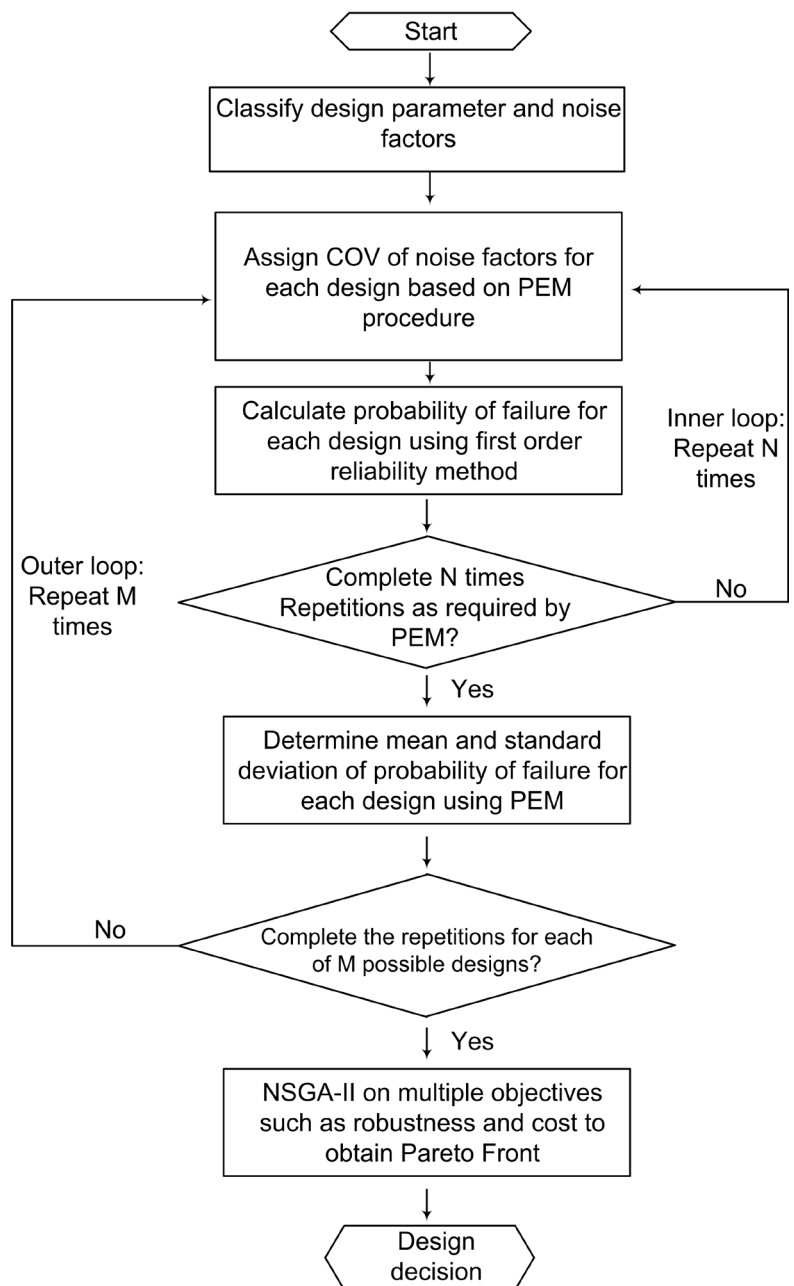 Start
Classify design parameter and noise
factors
Assign COV of noise factors for
each design based on PEM
procedure
Calculate probability of failure for
each design using first order
reliability method
Inner loop:
Repeat N
times
Outer loop:
Repeat M
times
Complete N times
Repetitions as required by
PEM?
No
Yes
Determine mean and standard
deviation of probability of failure for
each design using PEM
No
Complete the repetitions for each
of M possible designs?
Yes
NSGA-II on multiple objectives
such as robustness and cost to
obtain Pareto Front
Design
decision